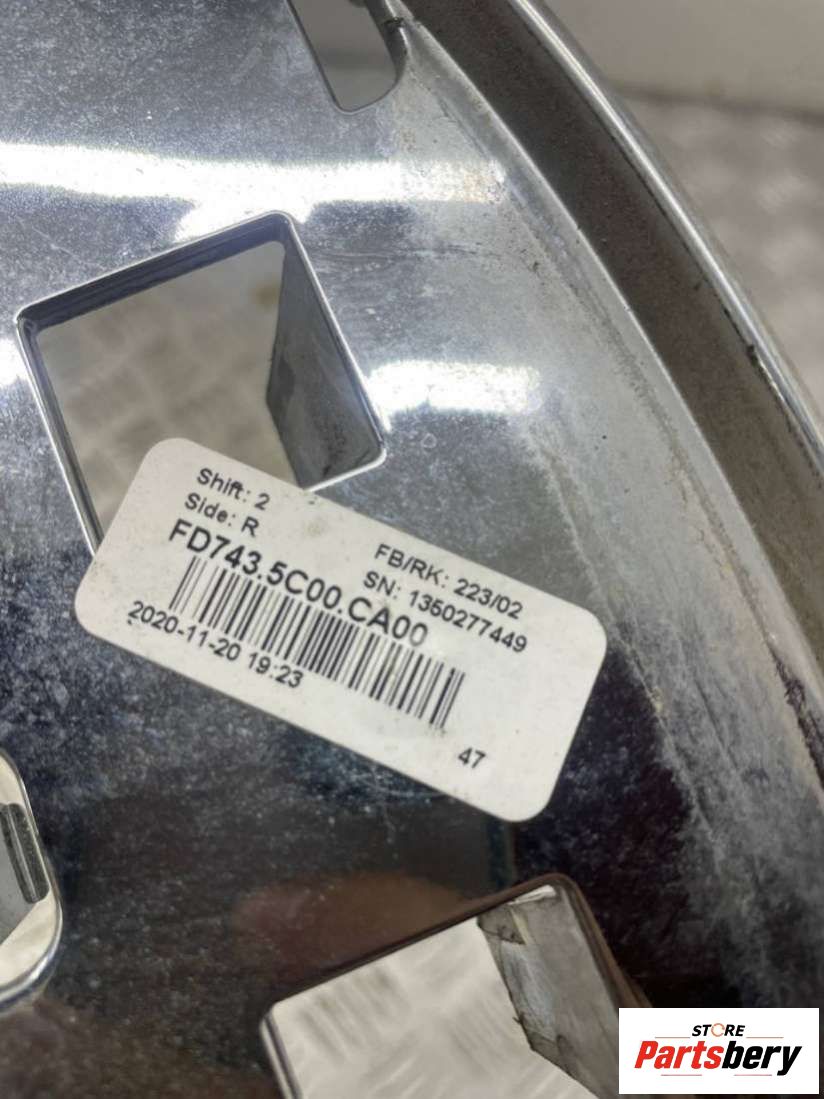 Shift: 2
Side: R
FB/RK: 223/02
SN: 1350277449
FD743.5C00.CA00
2020-11-20 19:23
47
STORE
Partsbery